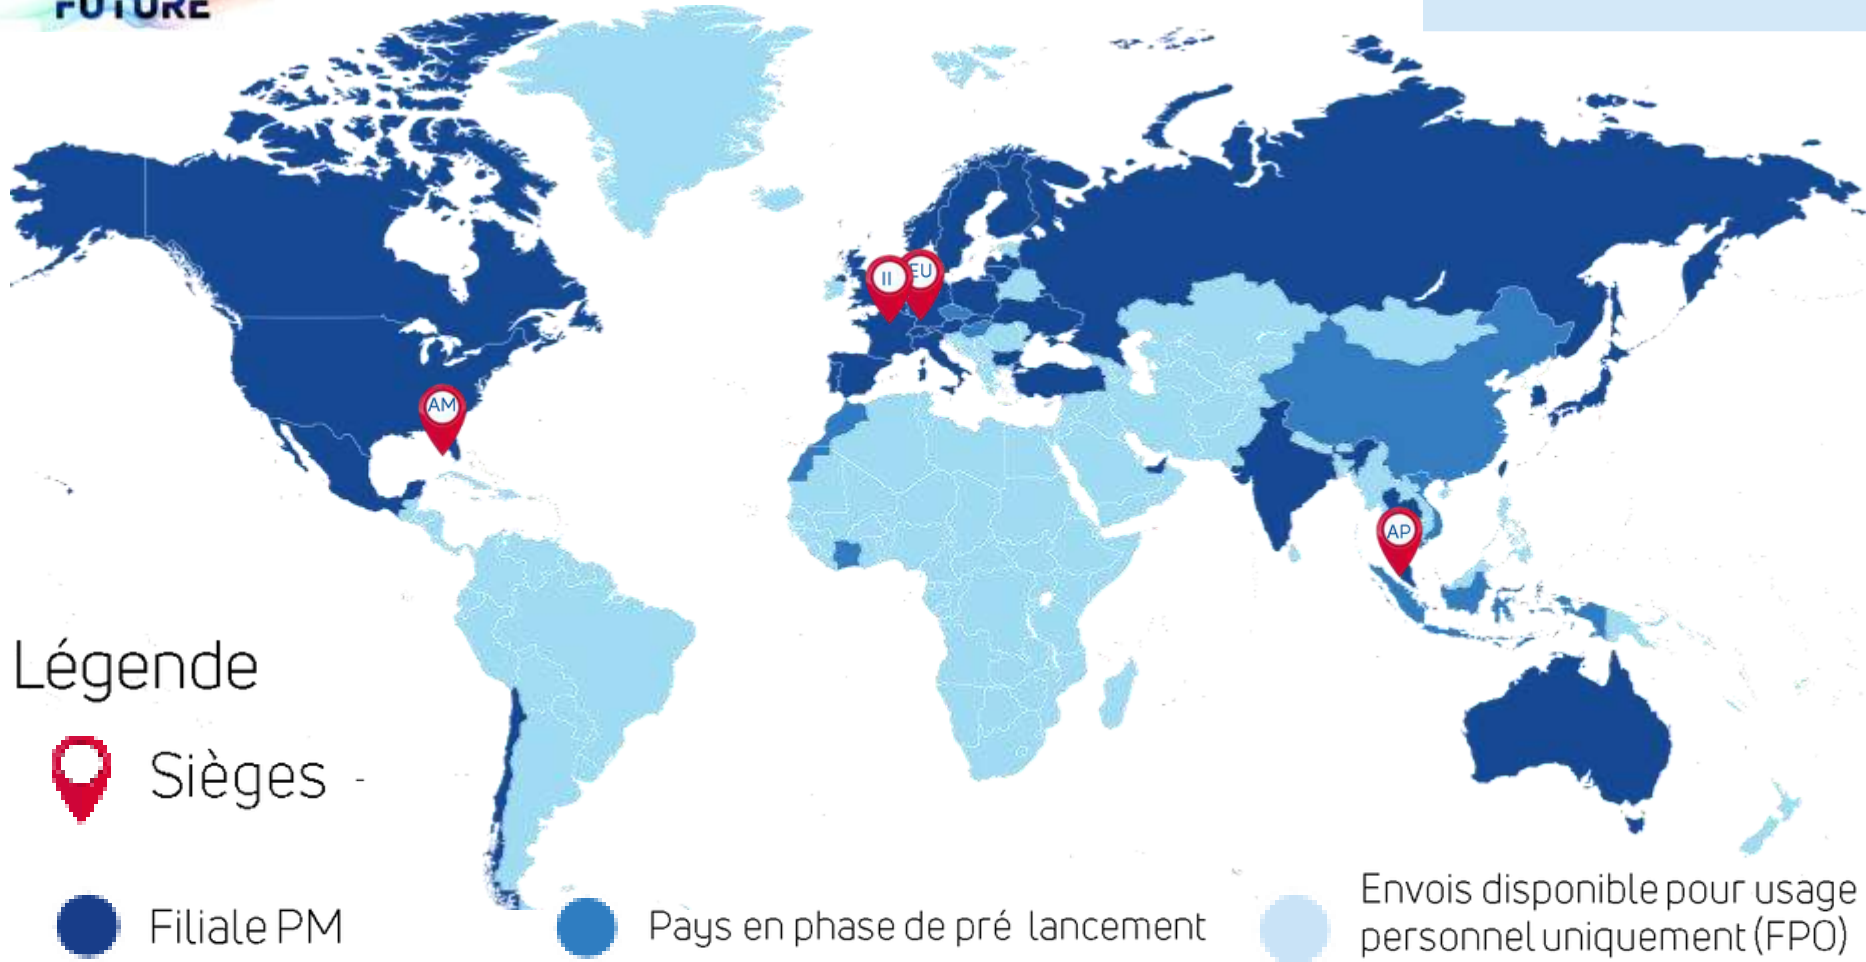 FUTURE
II
EU
AM
AP
Légende
Sièges -
Filiale PM
Pays en phase de pré lancement
Envois disponible pour usage
personnel uniquement (FPO)